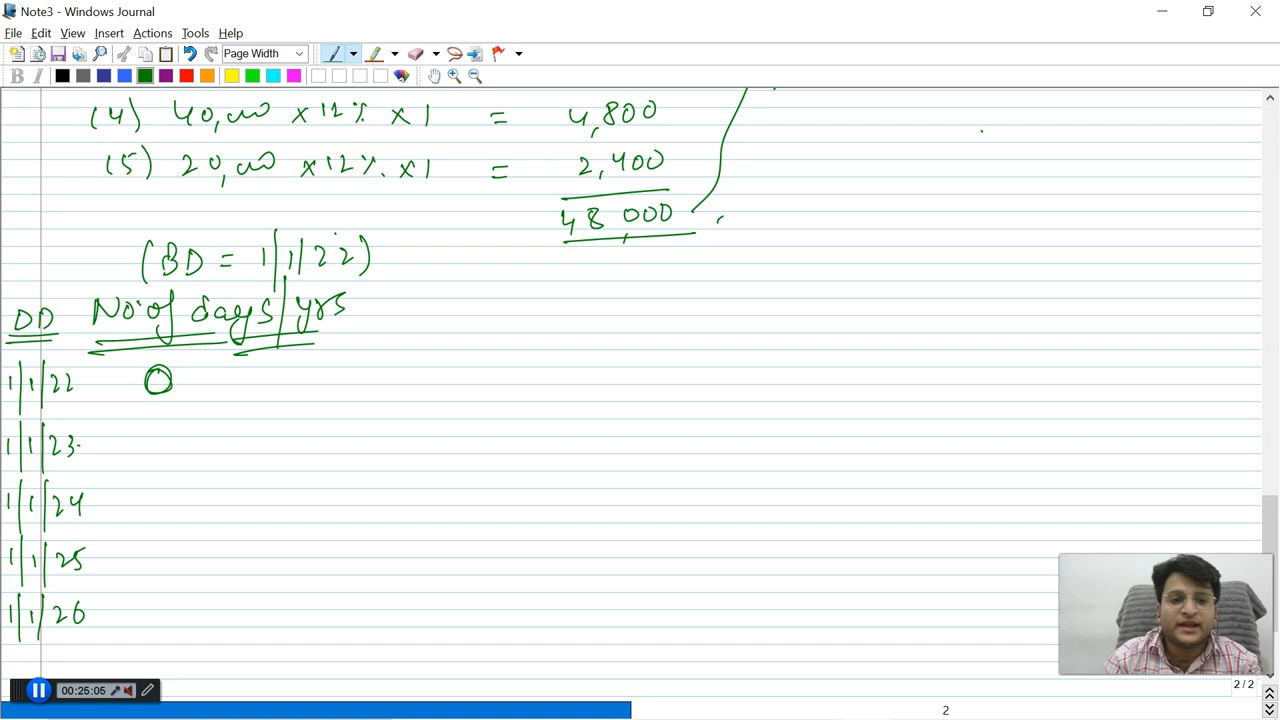 Note3 - Windows Journal
File Edit View Insert Actions Tools Help
Page Width
B I
(4) 40,000 x 12% x 1 = 4,800
(5) 20,000 x 12% x 1 = 2,400
48,000
(BD = 1/1/22)
DD No. of days/yrs
1/1/22 0
1/1/23
1/1/24
1/1/25
1/1/26
00:25:05
2 / 2
2